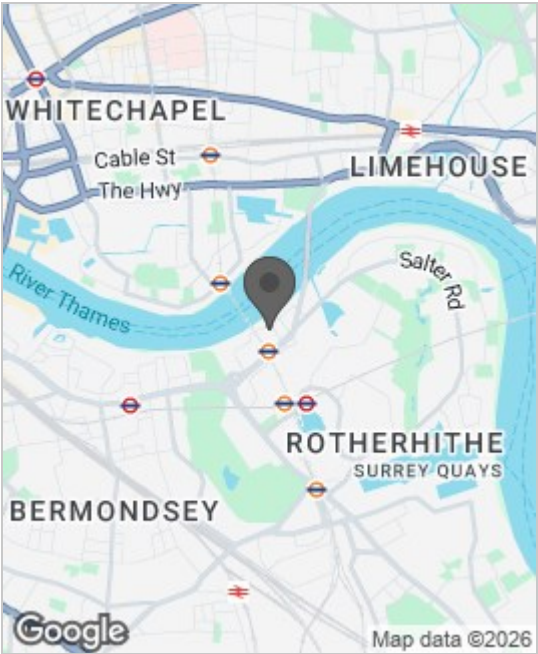 WHITECHAPEL
Cable St
LIMEHOUSE
The Hwy
Salter Rd
River Thames
ROTHERHITHE
SURREY QUAYS
BERMONDSEY
Google
Map data ©2026